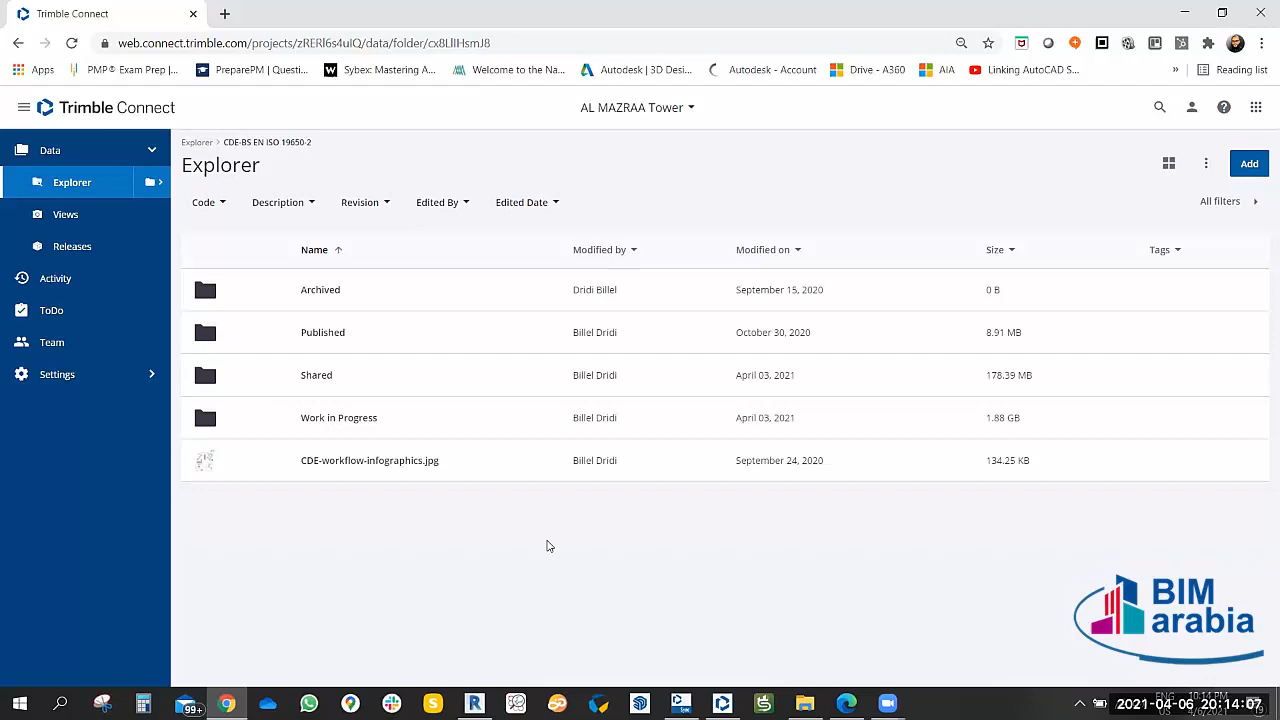 Trimble Connect
web.connect.trimble.com/projects/zRERl6s4uIQ/data/folder/cx8LlIHsmJ8
Apps PMP® Exam Prep |... PreparePM | Questi... Sybex Mastering A... Welcome to the Na... Autodesk | 3D Desi... Autodesk - Account Drive - A360 AIA Linking AutoCAD S... » Reading list
Trimble Connect AL MAZRAA Tower
Data
Explorer
Views
Releases
Activity
ToDo
Team
Settings
Explorer > CDE-BS EN ISO 19650-2
Explorer Add
Code Description Revision Edited By Edited Date All filters
Name Modified by Modified on Size Tags
Archived Dridi Billel September 15, 2020 0 B
Published Billel Dridi October 30, 2020 8.91 MB
Shared Billel Dridi April 03, 2021 178.39 MB
Work in Progress Billel Dridi April 03, 2021 1.88 GB
CDE-workflow-infographics.jpg Billel Dridi September 24, 2020 134.25 KB
BIM
arabia
99+
ENG 10:14 PM
2021-04-06 20:14:07